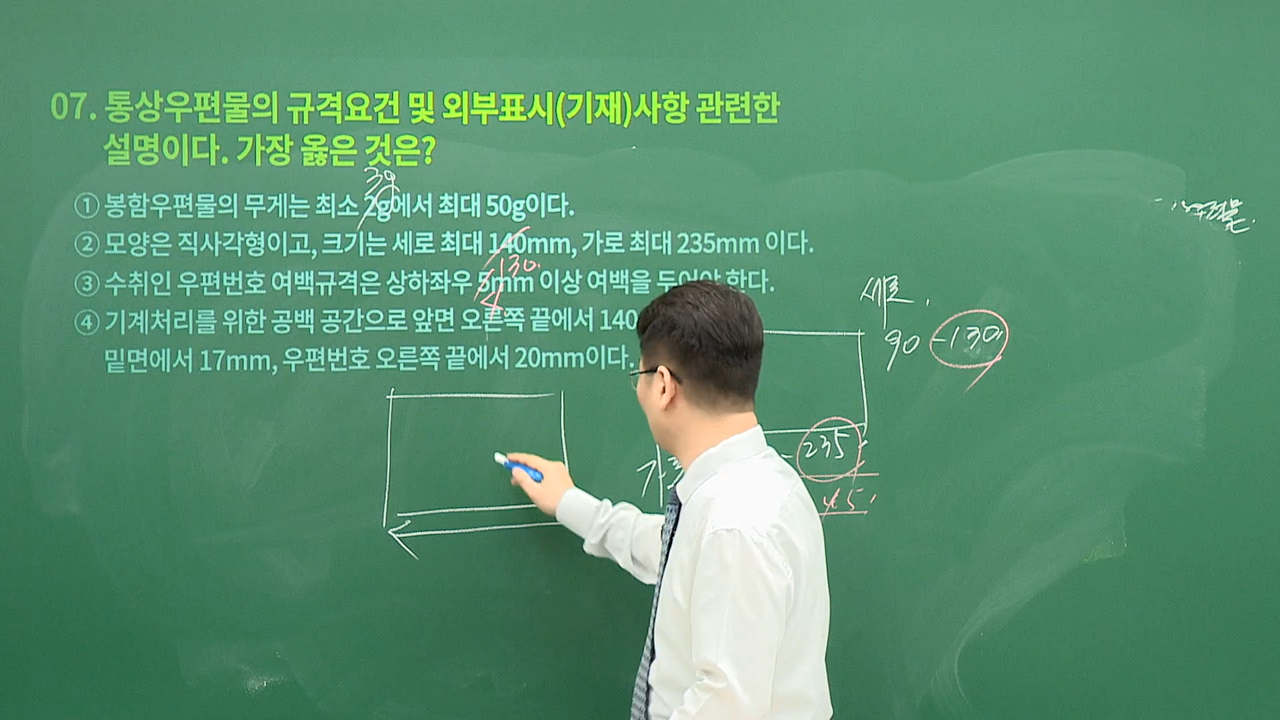 07. 통상우편물의 규격요건 및 외부표시(기재)사항 관련한
설명이다. 가장 옳은 것은?
3g
① 봉함우편물의 무게는 최소 2g에서 최대 50g이다.
② 모양은 직사각형이고, 크기는 세로 최대 140mm, 가로 최대 235mm 이다.
130
③ 수취인 우편번호 여백규격은 상하좌우 5mm 이상 여백을 두어야 한다.
4
④ 기계처리를 위한 공백 공간으로 앞면 오른쪽 끝에서 140
밑면에서 17mm, 우편번호 오른쪽 끝에서 20mm이다.
세로
90 - 130
235